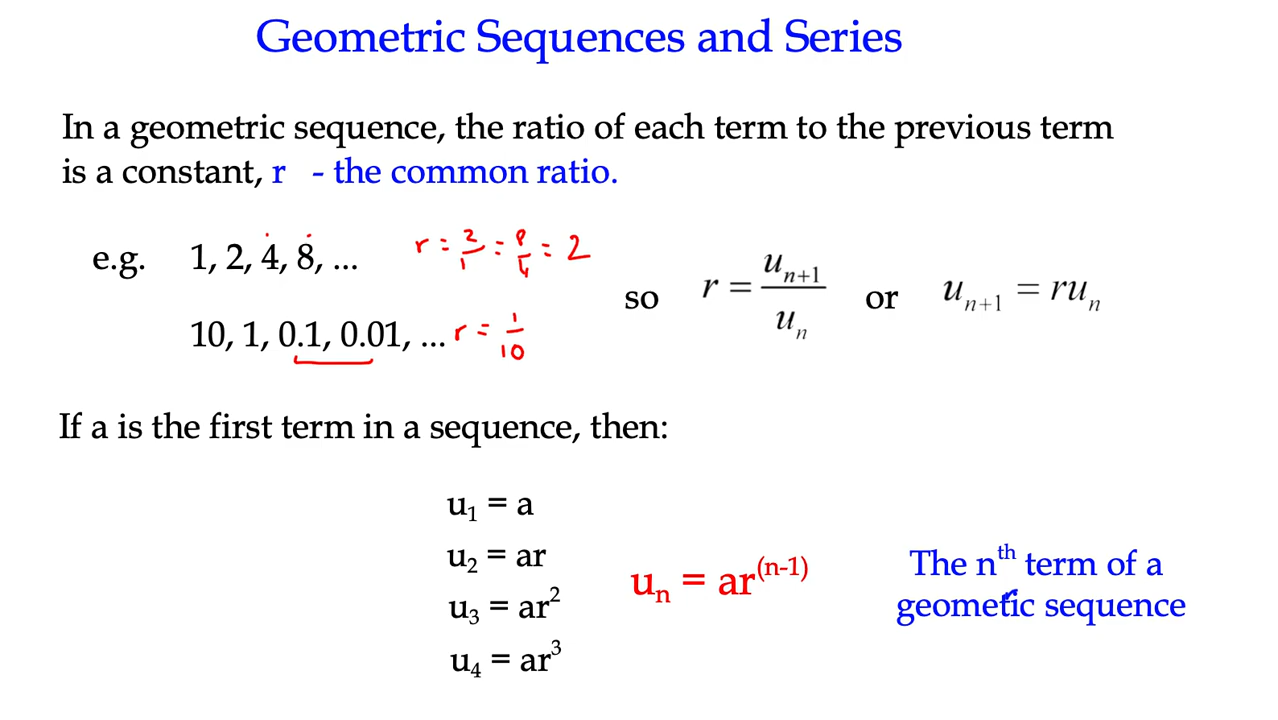 Geometric Sequences and Series
In a geometric sequence, the ratio of each term to the previous term
is a constant, r - the common ratio.
e.g. 1, 2, 4, 8, ... r = 2/1 = 8/4 = 2
so r = uₙ₊₁/uₙ or uₙ₊₁ = ruₙ
10, 1, 0.1, 0.01, ... r = 1/10
If a is the first term in a sequence, then:
u₁ = a
u₂ = ar
u₃ = ar²
u₄ = ar³
uₙ = ar⁽ⁿ⁻¹⁾
The nᵗʰ term of a
geometric sequence